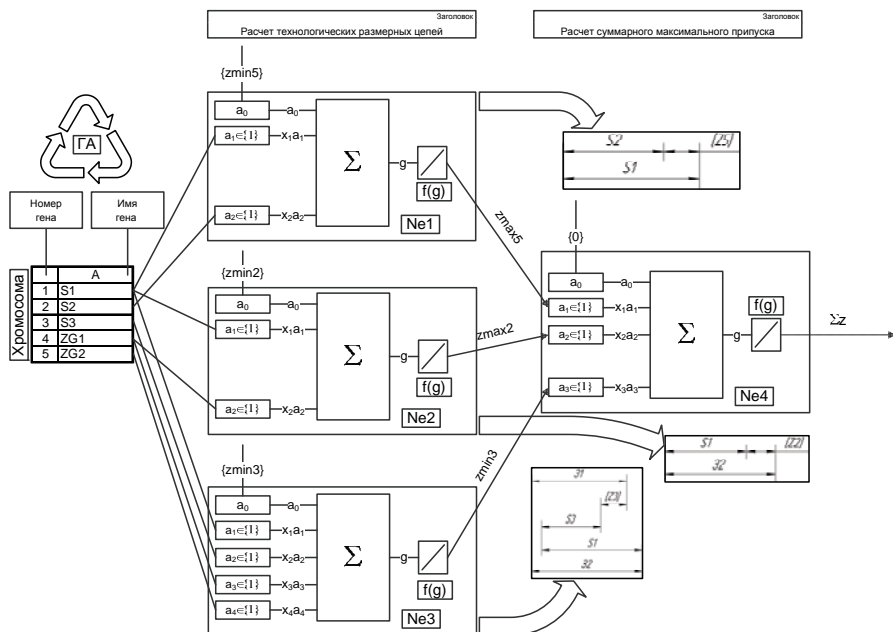 Заголовок
Расчет технологических размерных цепей
Заголовок
Расчет суммарного максимального припуска
{zmin5}
a₀ a₀
a₁∈{1} x₁a₁
a₂∈{1} x₂a₂
Σ
g
f(g)
Ne1
ГА
Номер гена
Имя гена
Хромосома
A
1 S1
2 S2
3 S3
4 ZG1
5 ZG2
{zmin2}
a₀ a₀
a₁∈{1} x₁a₁
a₂∈{1} x₂a₂
Σ
g
f(g)
Ne2
{zmin3}
a₀ a₀
a₁∈{1} x₁a₁
a₂∈{1} x₂a₂
a₃∈{1} x₃a₃
a₄∈{1} x₄a₄
Σ
g
f(g)
Ne3
zmax5
zmax2
zmin3
S2 [Z5]
S1
{0}
a₀ a₀
a₁∈{1} x₁a₁
a₂∈{1} x₂a₂
a₃∈{1} x₃a₃
Σ
g
f(g)
Ne4
Σz
S1 [Z2]
32
31
[Z3]
S3
S1
32